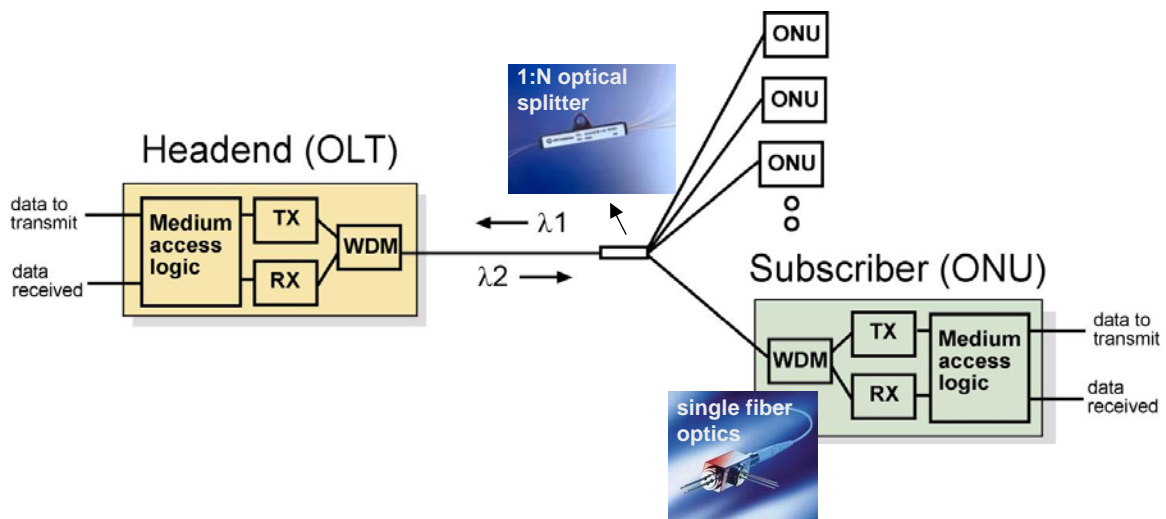 ONU
1:N optical
splitter
ONU
Headend (OLT)
ONU
data to
transmit
Medium
access
logic
TX
WDM
RX
data
received
λ1
λ2
Subscriber (ONU)
WDM
TX
RX
Medium
access
logic
data to
transmit
data
received
single fiber
optics